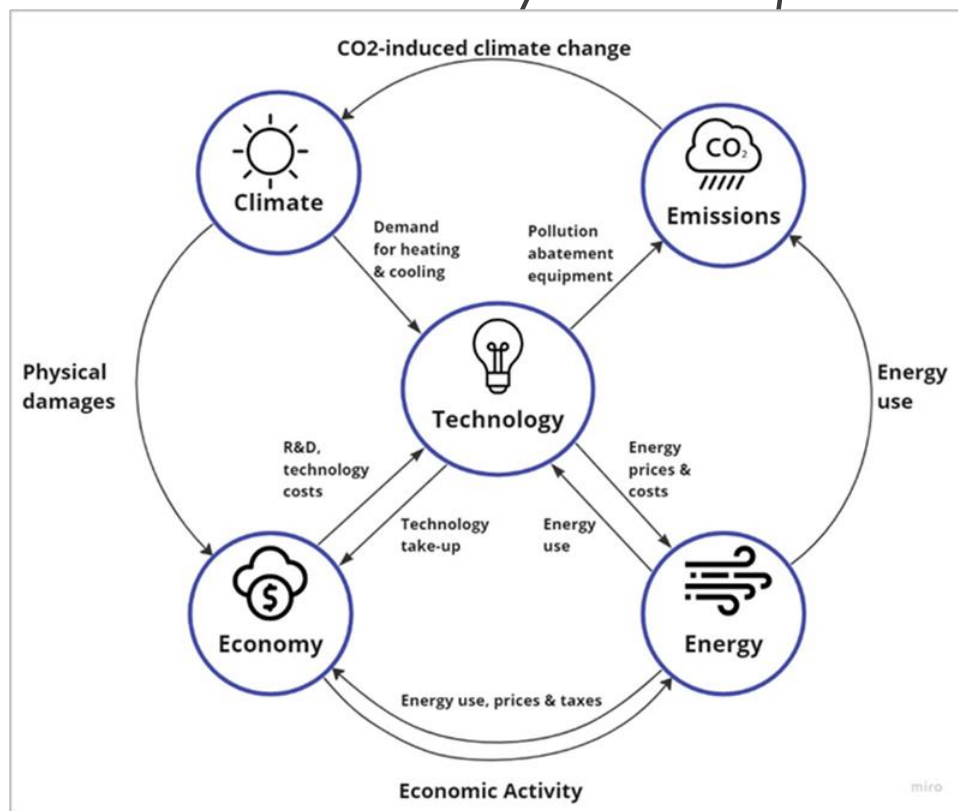 CO2-induced climate change
Climate
CO2
Emissions
Demand
for heating
& cooling
Pollution
abatement
equipment
Physical
damages
Technology
Energy
use
R&D,
technology
costs
Energy
prices &
costs
Technology
take-up
Energy
use
$
Economy
Energy
Energy use, prices & taxes
Economic Activity
miro